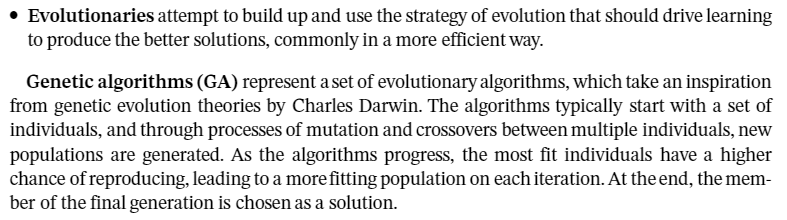 • Evolutionaries attempt to build up and use the strategy of evolution that should drive learning
to produce the better solutions, commonly in a more efficient way.
Genetic algorithms (GA) represent a set of evolutionary algorithms, which take an inspiration
from genetic evolution theories by Charles Darwin. The algorithms typically start with a set of
individuals, and through processes of mutation and crossovers between multiple individuals, new
populations are generated. As the algorithms progress, the most fit individuals have a higher
chance of reproducing, leading to a more fitting population on each iteration. At the end, the mem-
ber of the final generation is chosen as a solution.